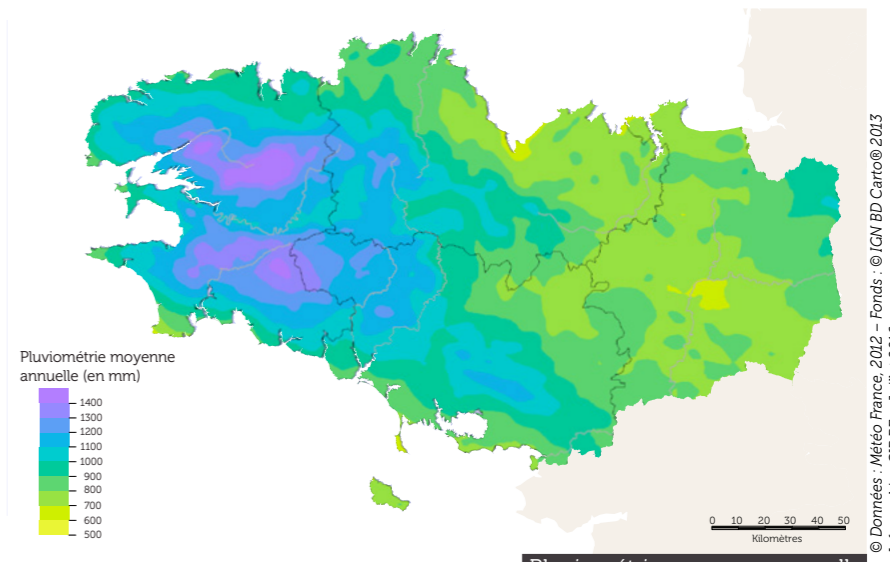 Pluviométrie moyenne
annuelle (en mm)
1400
1300
1200
1100
1000
900
800
700
600
500
0 10 20 30 40 50
Kilomètres
© Données : Météo France, 2012 – Fonds : © IGN BD Carto® 2013